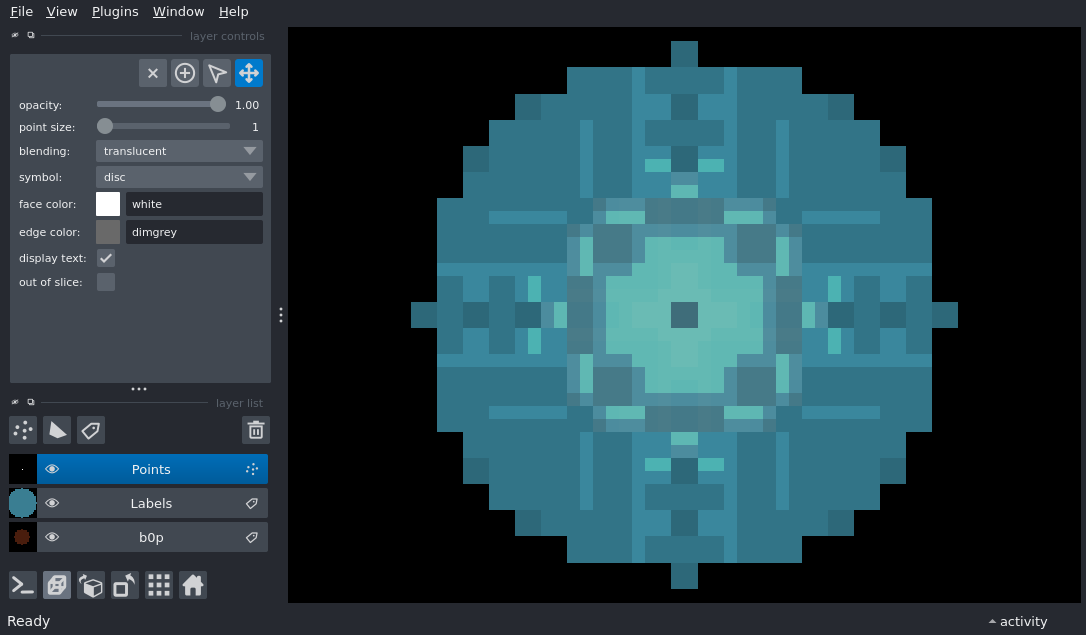 File View Plugins Window Help
layer controls
opacity: 1.00
point size: 1
blending: translucent
symbol: disc
face color: white
edge color: dimgrey
display text:
out of slice:
layer list
Points
Labels
b0p
Ready
activity